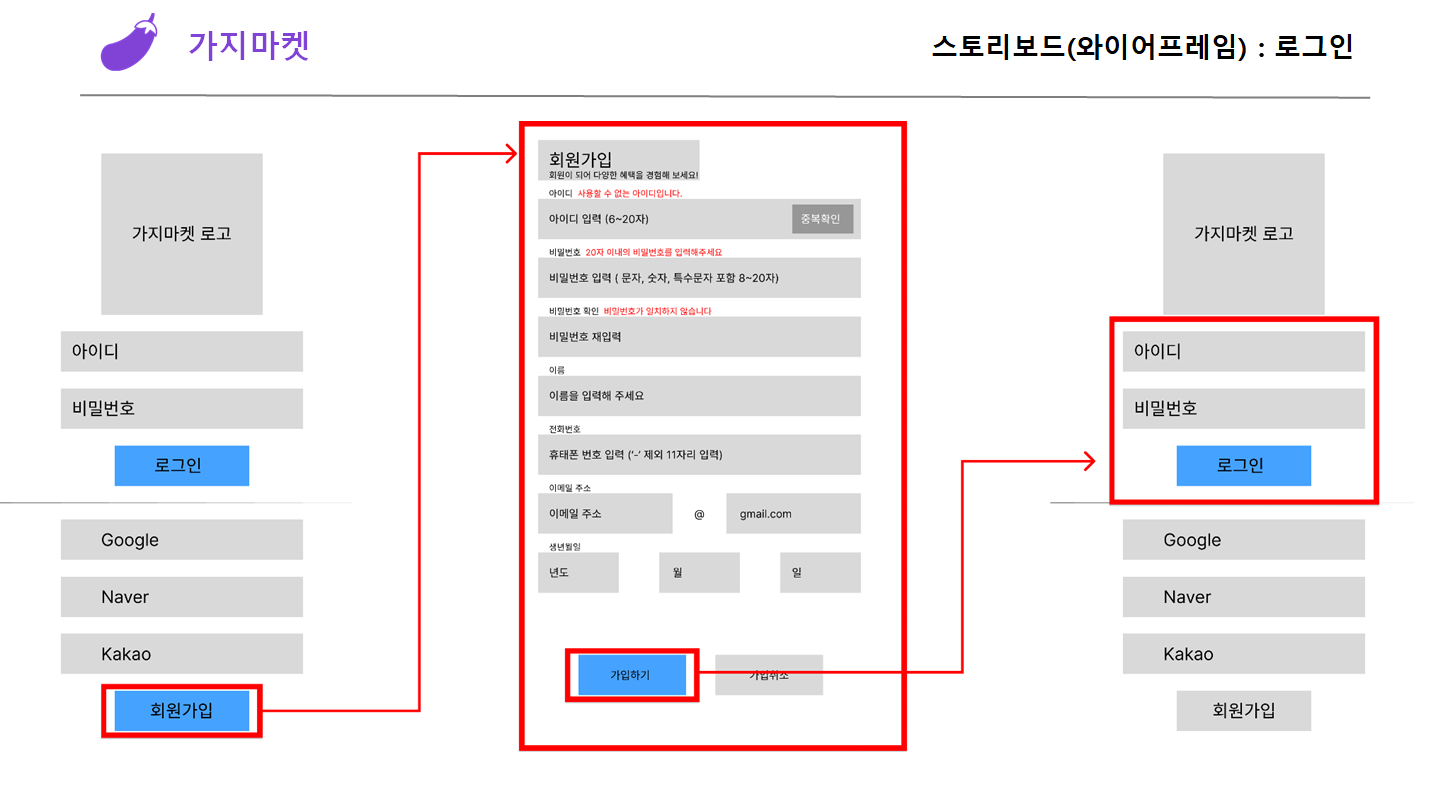 가지마켓
스토리보드(와이어프레임) : 로그인
가지마켓 로고
아이디
비밀번호
로그인
Google
Naver
Kakao
회원가입
회원가입
회원이 되어 다양한 혜택을 경험해 보세요!
아이디 사용할 수 없는 아이디입니다.
아이디 입력 (6~20자) 중복확인
비밀번호 20자 이내의 비밀번호를 입력해주세요
비밀번호 입력 ( 문자, 숫자, 특수문자 포함 8~20자)
비밀번호 확인 비밀번호가 일치하지 않습니다
비밀번호 재입력
이름
이름을 입력해 주세요
전화번호
휴대폰 번호 입력 (‘-’ 제외 11자리 입력)
이메일 주소
이메일 주소 @ gmail.com
생년월일
년도 월 일
가입하기 가입취소
가지마켓 로고
아이디
비밀번호
로그인
Google
Naver
Kakao
회원가입